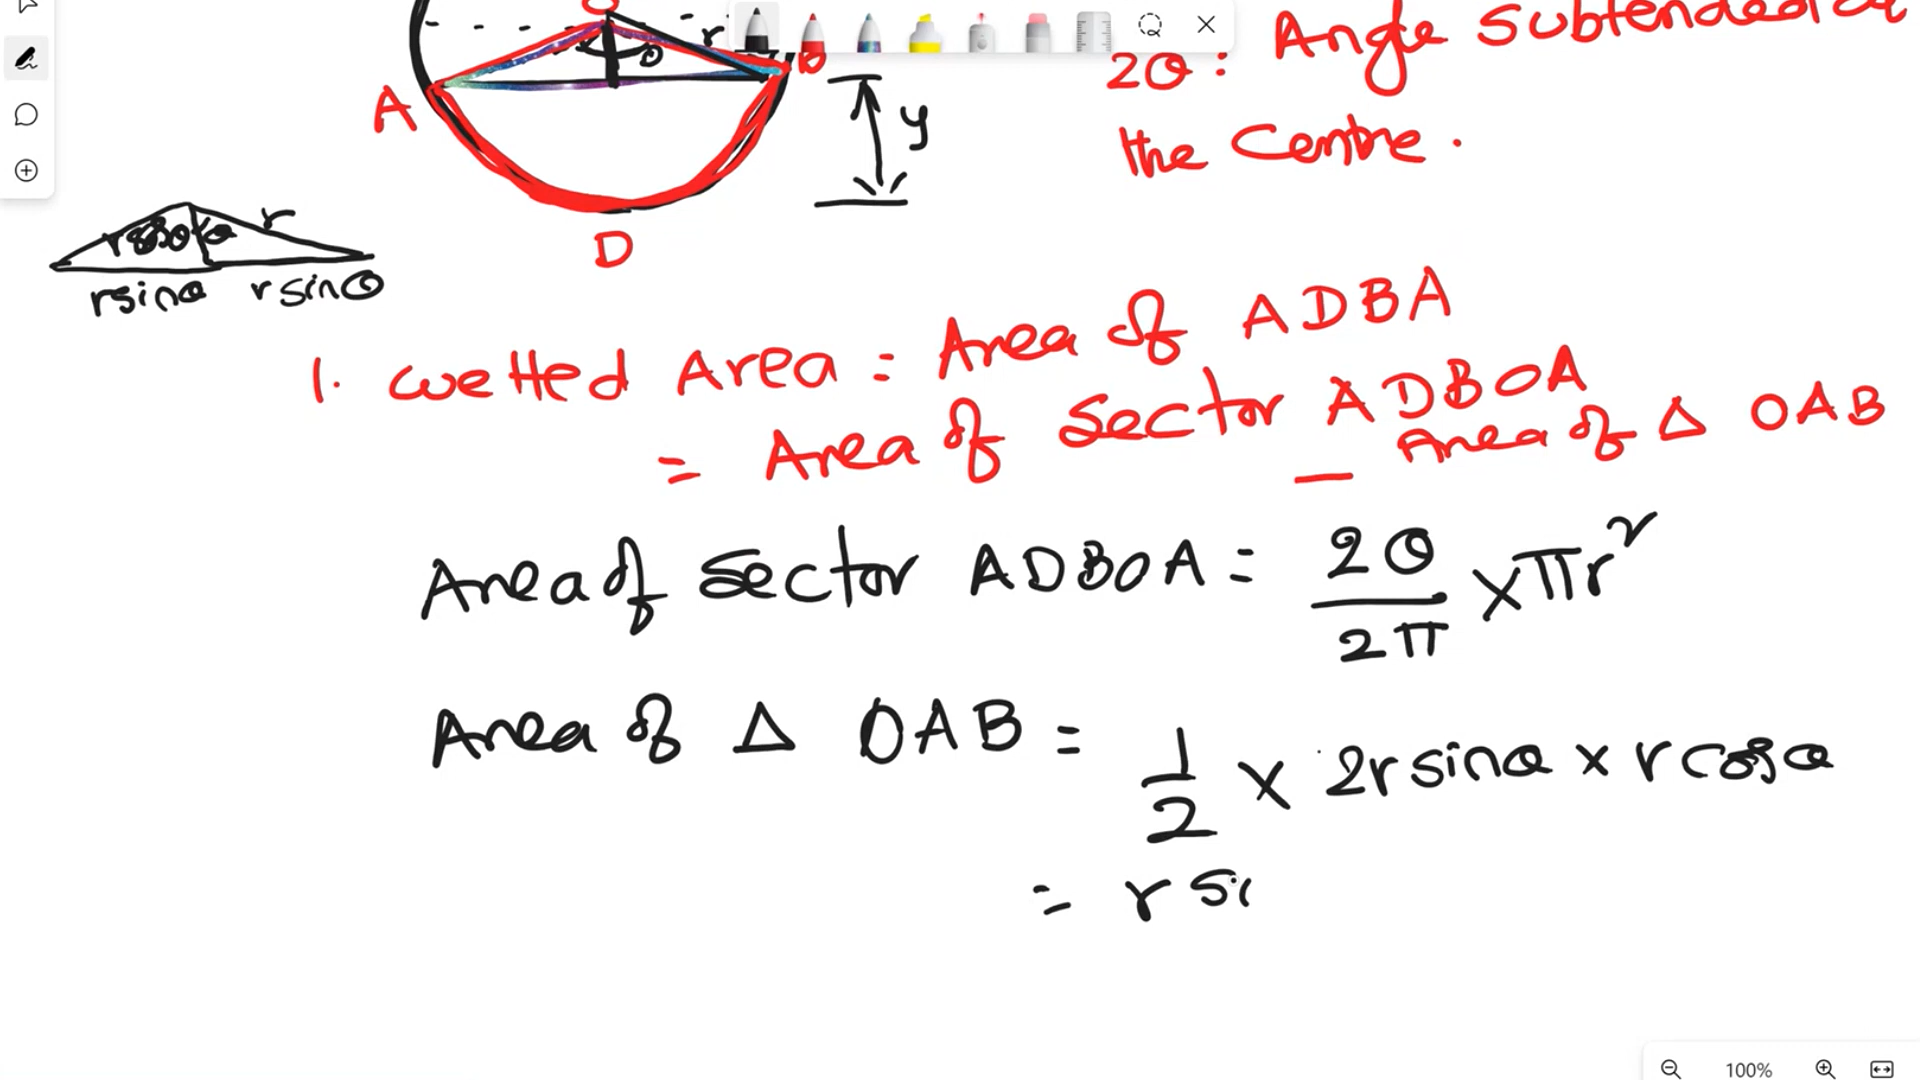 O
r
θ
B
2θ: Angle subtended at
A
y
the Centre.
r
rcosθ θ
D
rsinθ rsinθ
1. wetted Area = Area of ADBA
= Area of sector ADBOA
_ Area of Δ OAB
Area of sector ADBOA = 2θ/2π × πr²
Area of Δ OAB = 1/2 × 2rsinθ × rcosθ
= r si
100%